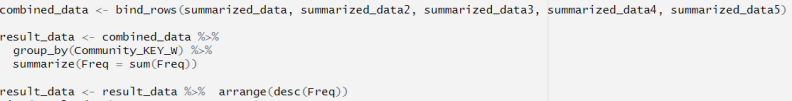 combined_data <- bind_rows(summarized_data, summarized_data2, summarized_data3, summarized_data4, summarized_data5)
result_data <- combined_data %>%
group_by(Community_KEY_W) %>%
summarize(Freq = sum(Freq))
result_data <- result_data %>% arrange(desc(Freq))